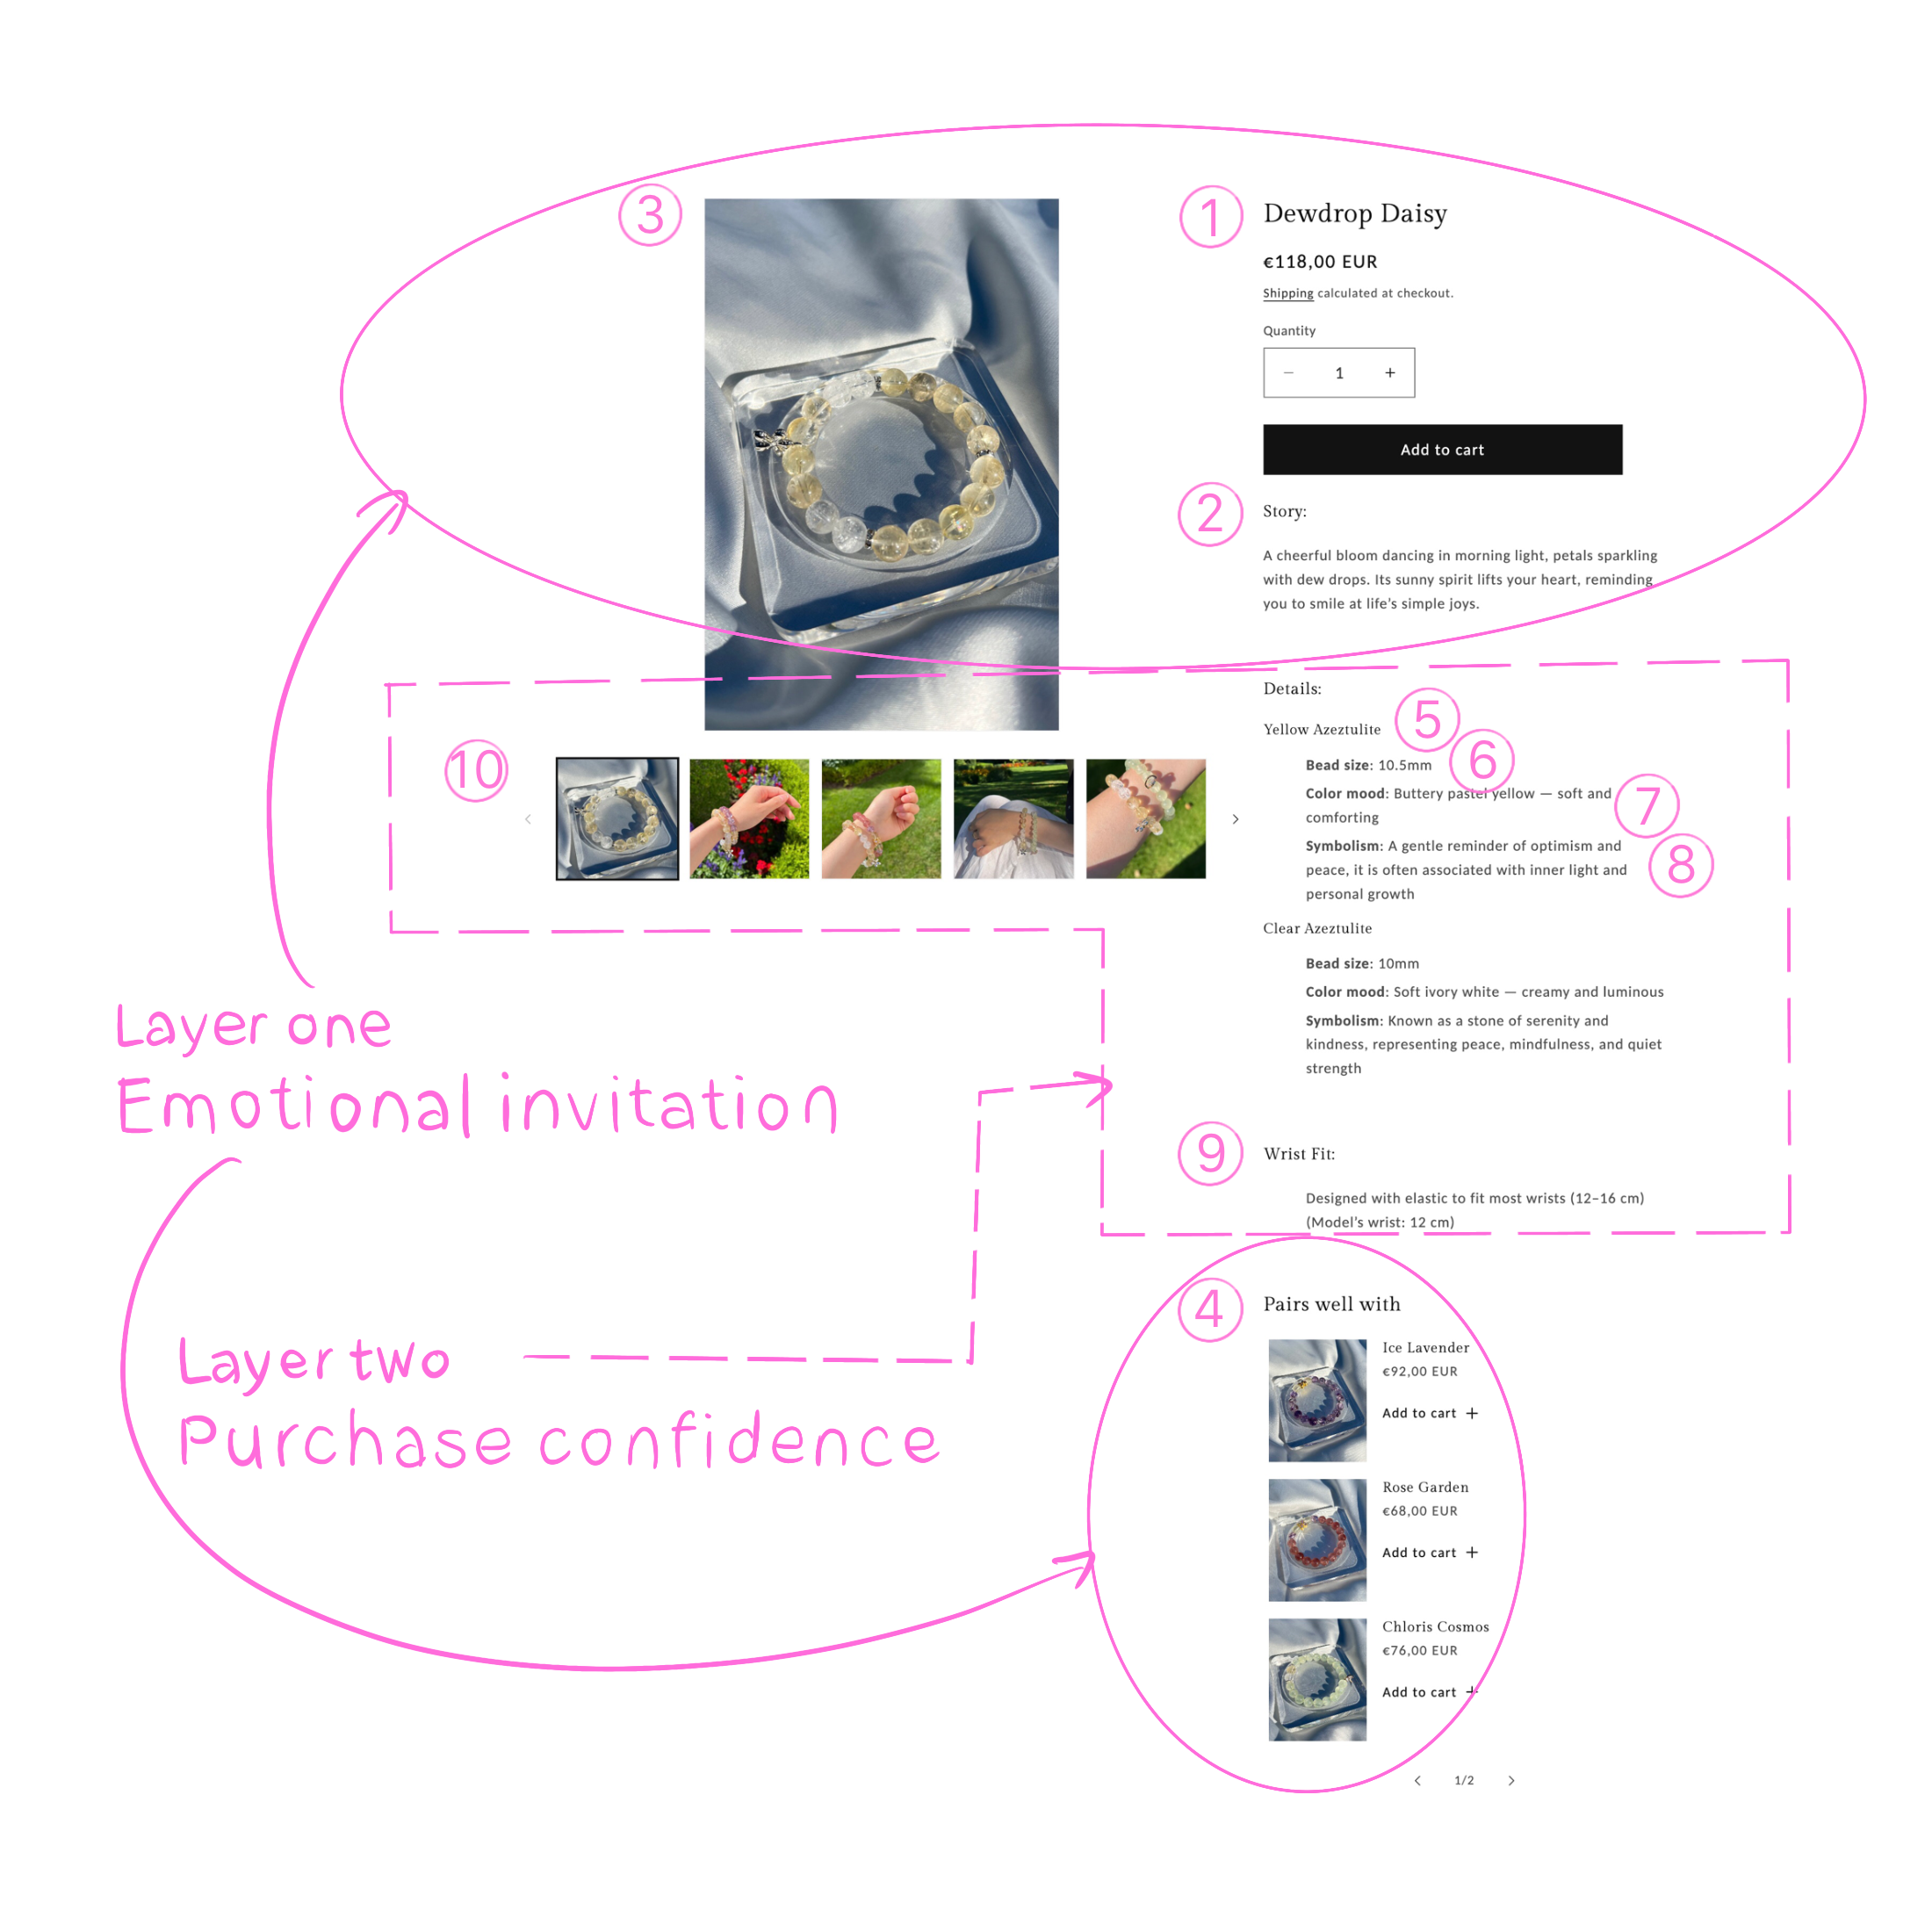 3
1
Dewdrop Daisy
€118,00 EUR
Shipping calculated at checkout.
Quantity
− 1 +
Add to cart
2
Story:
A cheerful bloom dancing in morning light, petals sparkling
with dew drops. Its sunny spirit lifts your heart, reminding
you to smile at life's simple joys.
Details:
Yellow Azeztulite
5
Bead size: 10.5mm
6
Color mood: Buttery pastel yellow — soft and
comforting
7
Symbolism: A gentle reminder of optimism and
peace, it is often associated with inner light and
personal growth
8
Clear Azeztulite
Bead size: 10mm
Color mood: Soft ivory white — creamy and luminous
Symbolism: Known as a stone of serenity and
kindness, representing peace, mindfulness, and quiet
strength
10
9
Wrist Fit:
Designed with elastic to fit most wrists (12–16 cm)
(Model's wrist: 12 cm)
Layer one
Emotional invitation
Layer two
Purchase confidence
4
Pairs well with
Ice Lavender
€92,00 EUR
Add to cart +
Rose Garden
€68,00 EUR
Add to cart +
Chloris Cosmos
€76,00 EUR
Add to cart +
1/2